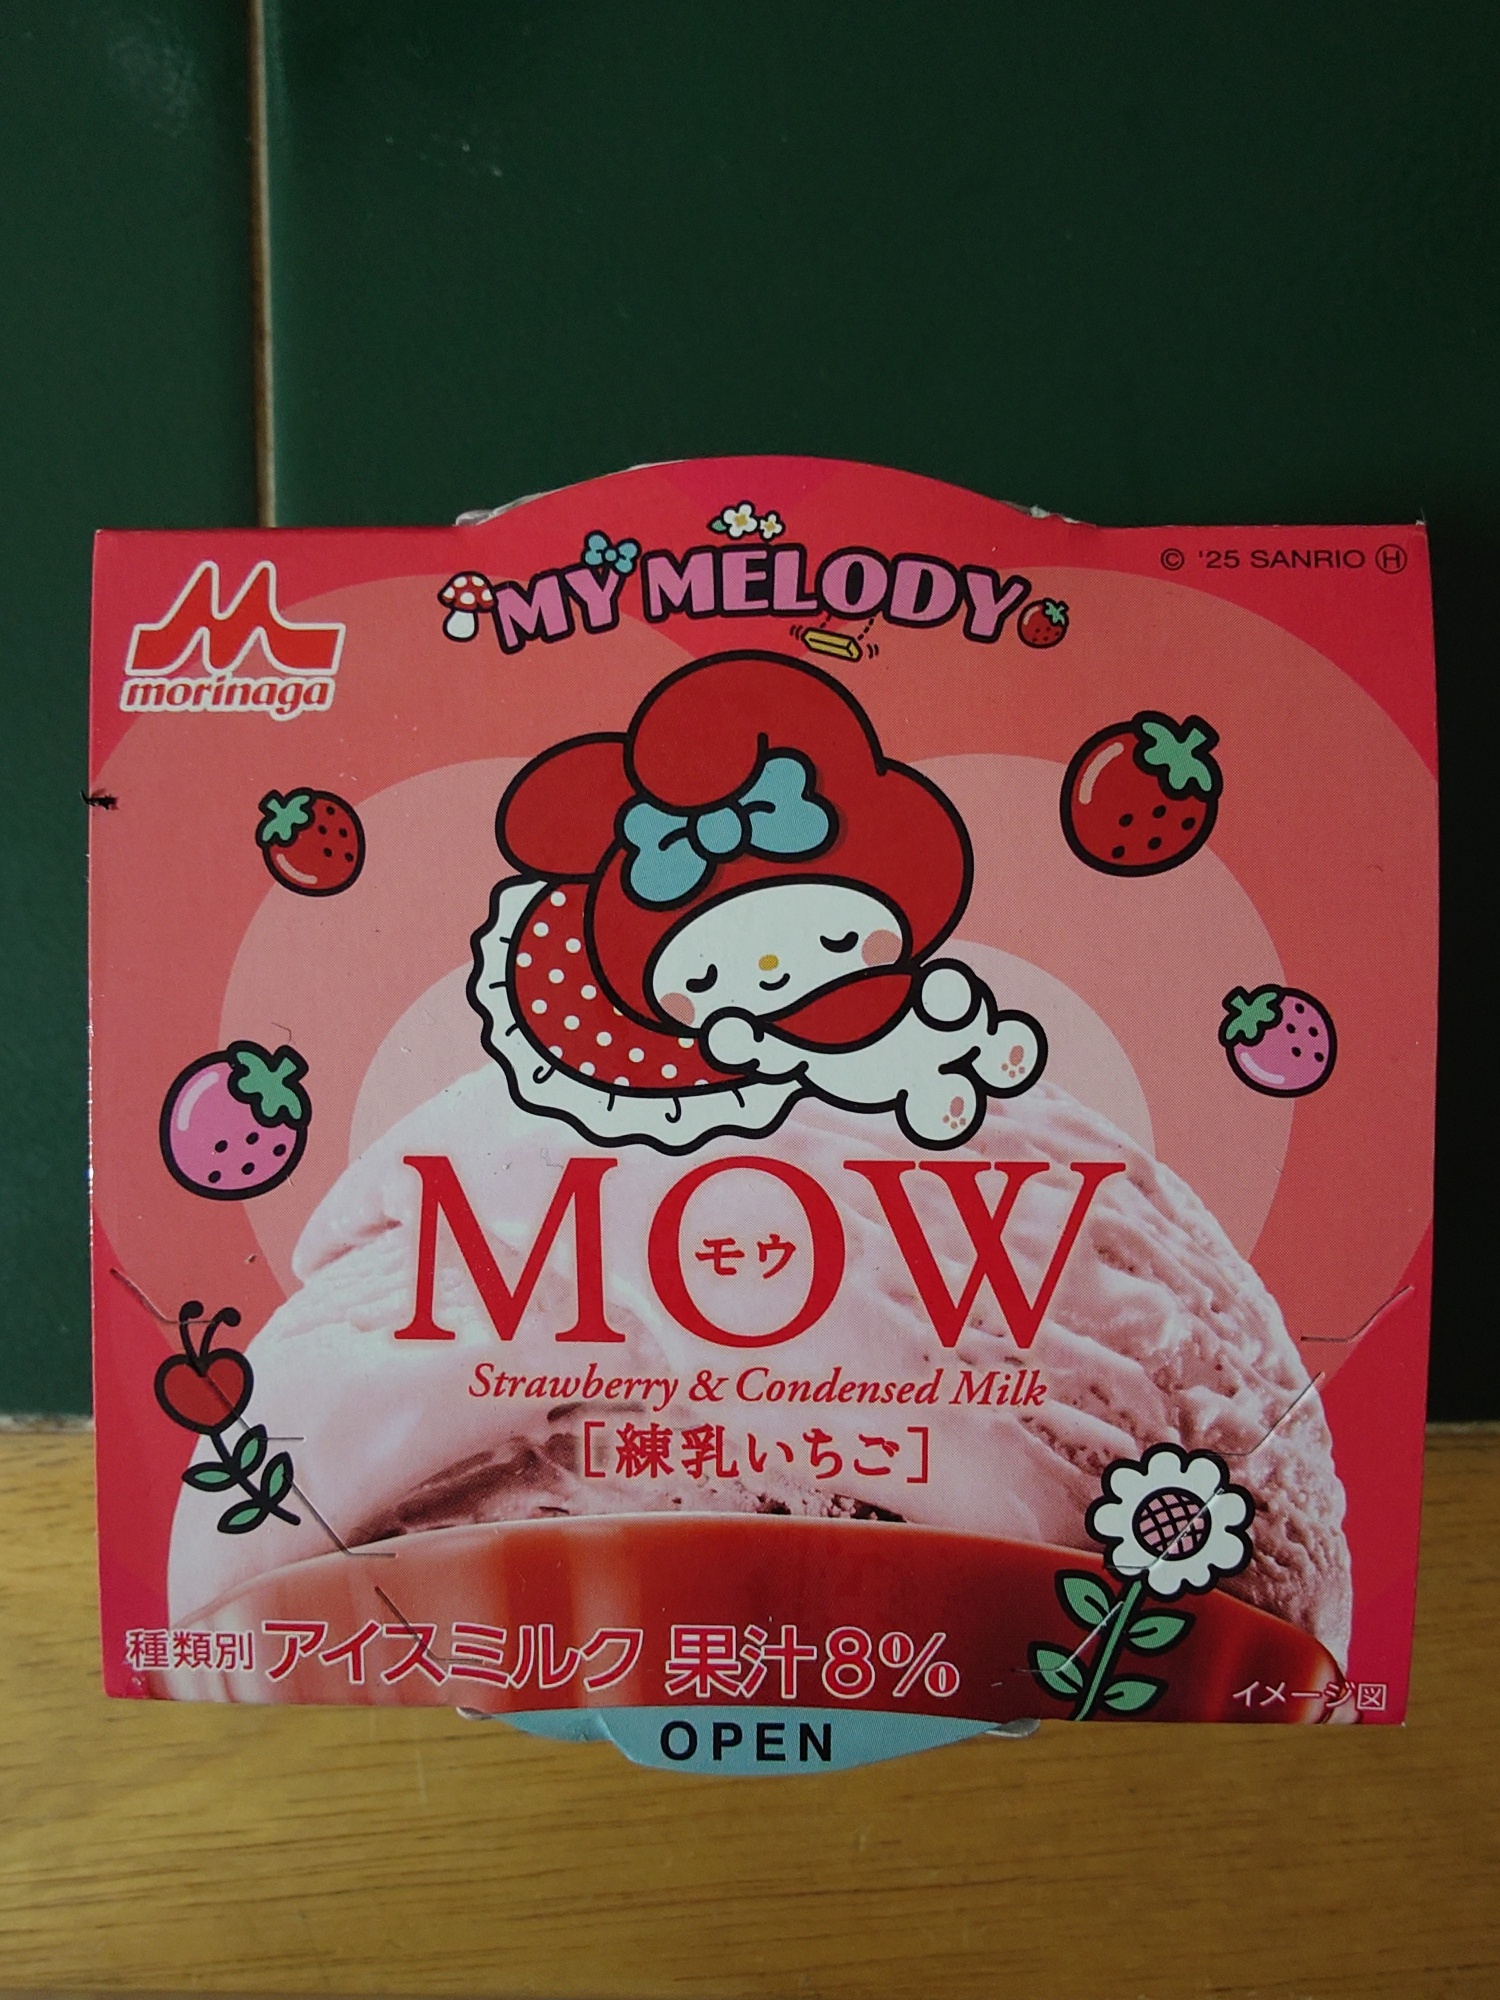 MY MELODY
© '25 SANRIO Ⓗ
morinaga
MOW
モウ
Strawberry & Condensed Milk
[練乳いちご]
種類別 アイスミルク 果汁8%
イメージ図
OPEN